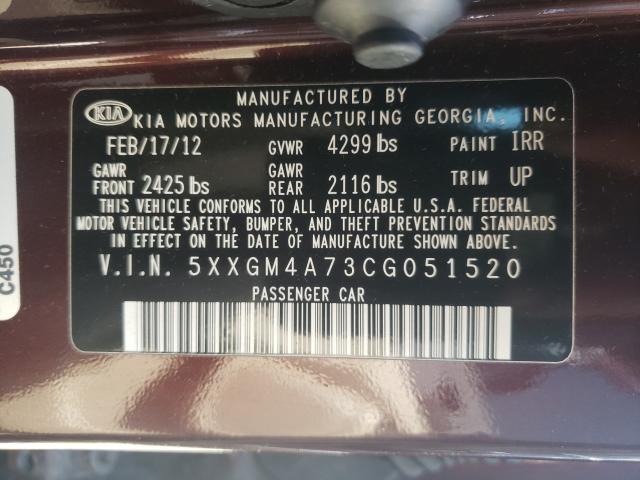 MANUFACTURED BY
KIA KIA MOTORS MANUFACTURING GEORGIA, INC.
FEB/17/12 GVWR 4299 lbs PAINT IRR
GAWR FRONT 2425 lbs GAWR REAR 2116 lbs TRIM UP
THIS VEHICLE CONFORMS TO ALL APPLICABLE U.S.A. FEDERAL
MOTOR VEHICLE SAFETY, BUMPER, AND THEFT PREVENTION STANDARDS
IN EFFECT ON THE DATE OF MANUFACTURE SHOWN ABOVE.
V.I.N. 5XXGM4A73CG051520
PASSENGER CAR
C450